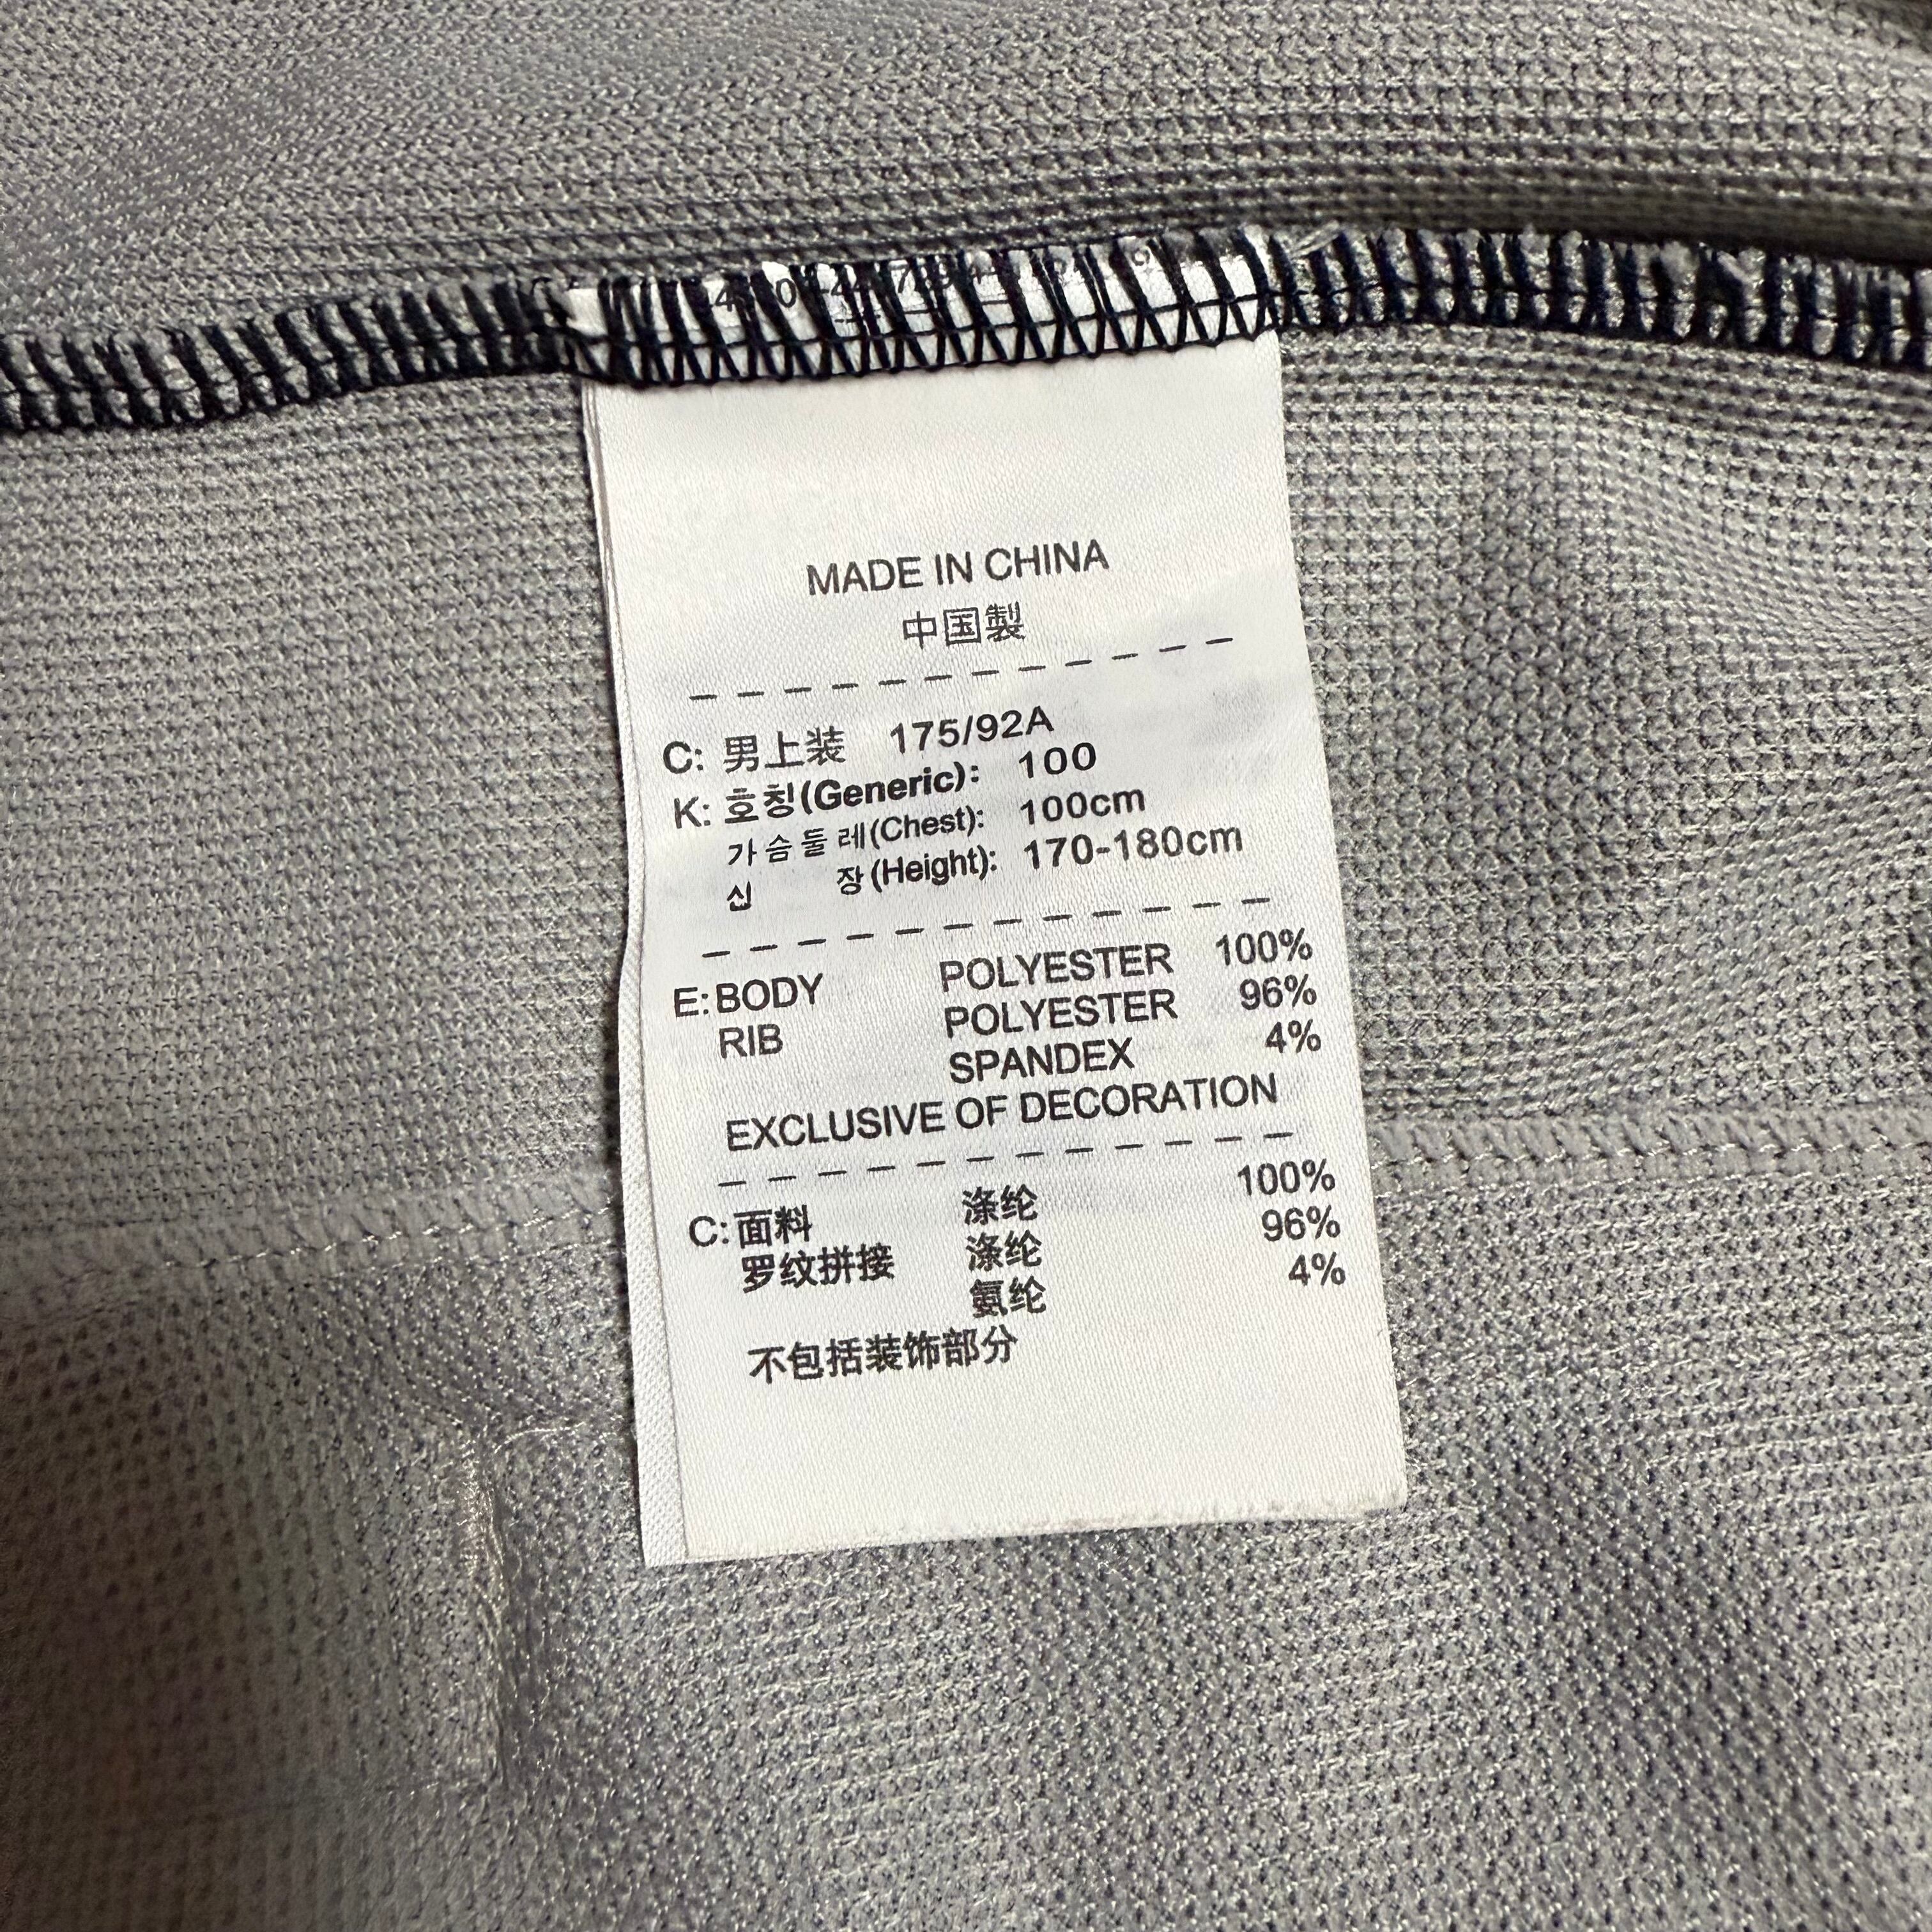 MADE IN CHINA
中国製
C: 男上装 175/92A
K: 호칭(Generic): 100
가슴둘레(Chest): 100cm
신 장(Height): 170-180cm
E:BODY POLYESTER 100%
RIB POLYESTER 96%
SPANDEX 4%
EXCLUSIVE OF DECORATION
C:面料 涤纶 100%
罗纹拼接 涤纶 96%
氨纶 4%
不包括装饰部分